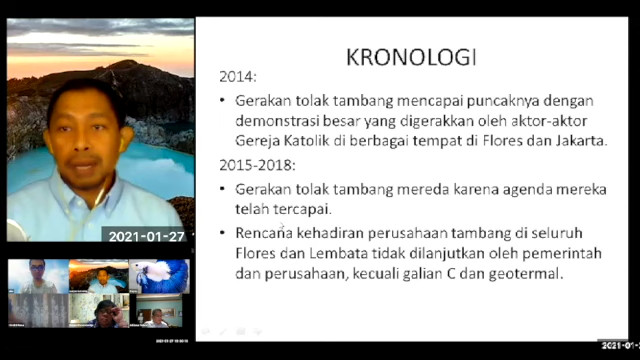 KRONOLOGI
2014:
• Gerakan tolak tambang mencapai puncaknya dengan
demonstrasi besar yang digerakkan oleh aktor-aktor
Gereja Katolik di berbagai tempat di Flores dan Jakarta.
2015-2018:
• Gerakan tolak tambang mereda karena agenda mereka
telah tercapai.
• Rencana kehadiran perusahaan tambang di seluruh
Flores dan Lembata tidak dilanjutkan oleh pemerintah
dan perusahaan, kecuali galian C dan geotermal.
2021-01-27